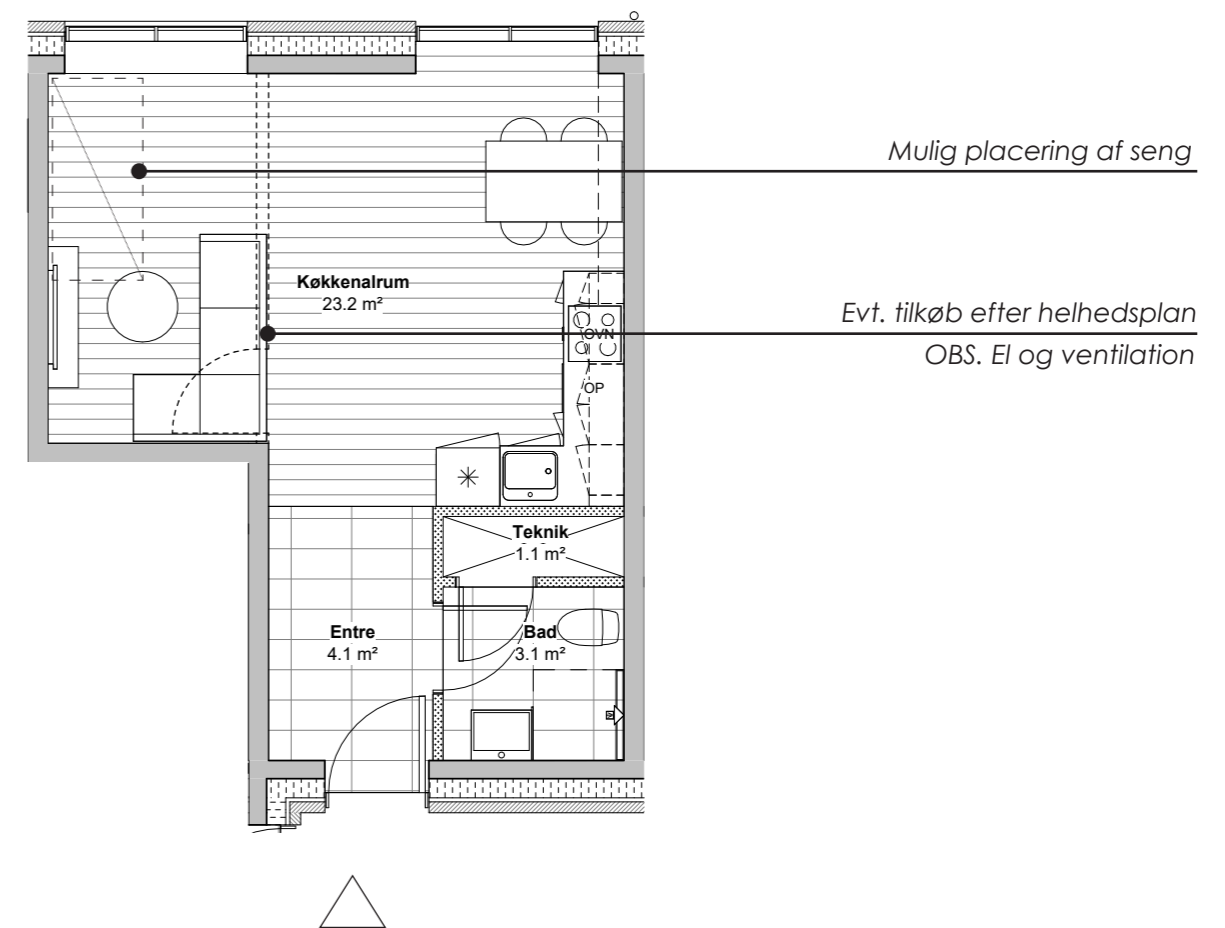 Mulig placering af seng
Køkkenalrum
23.2 m²
Evt. tilkøb efter helhedsplan
OVN
OBS. El og ventilation
OP
Teknik
1.1 m²
Entre
4.1 m²
Bad
3.1 m²